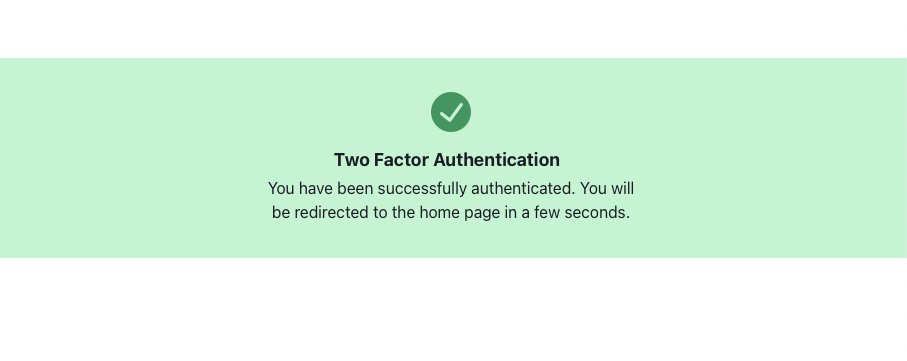 Two Factor Authentication
You have been successfully authenticated. You will
be redirected to the home page in a few seconds.